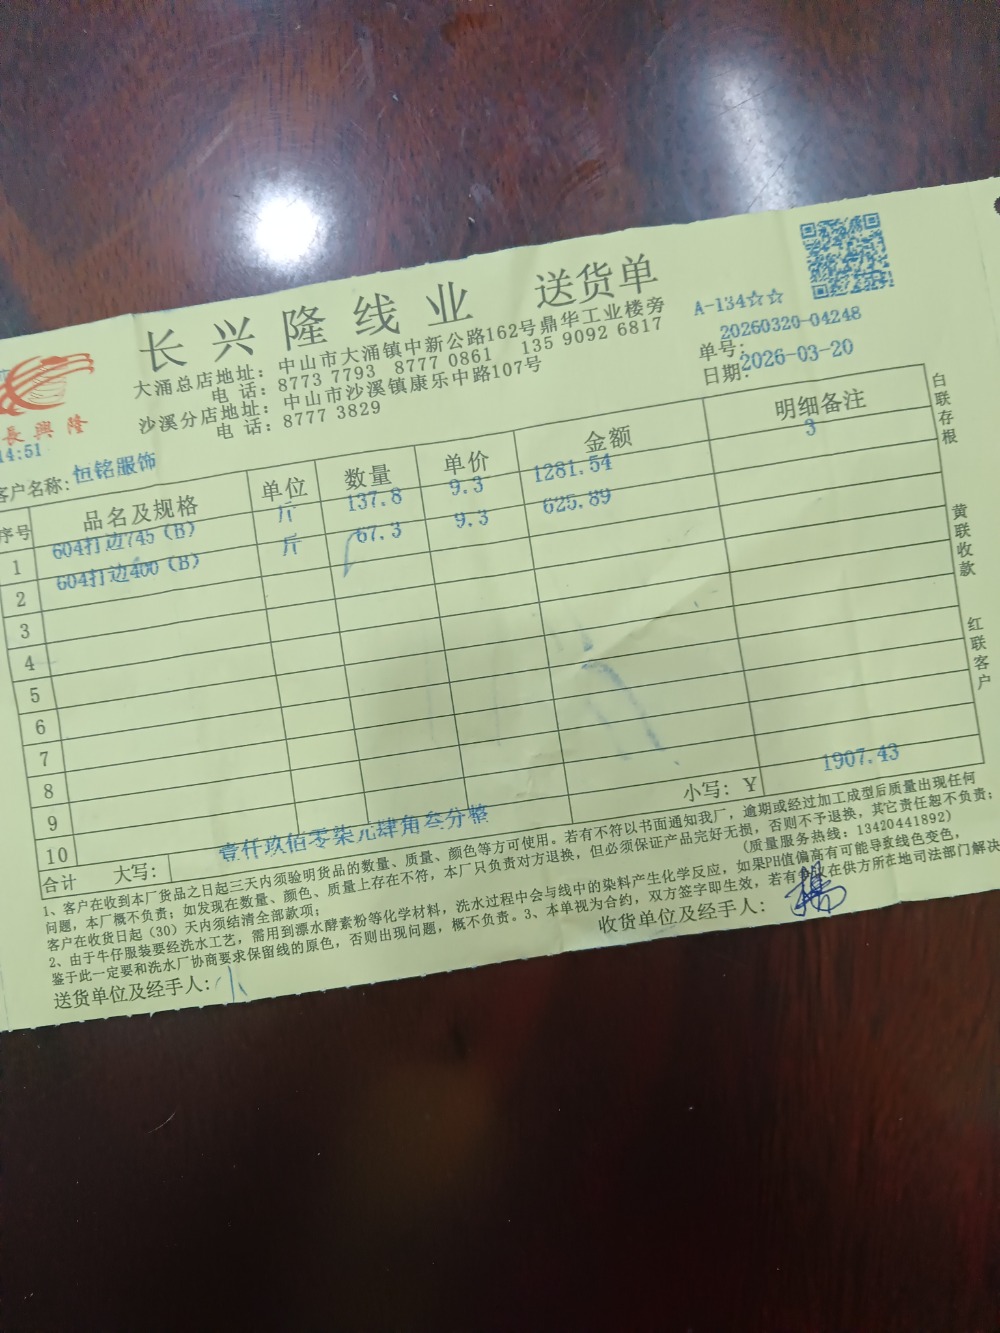 长兴隆线业 送货单
大涌总店地址：中山市大涌镇中新公路162号鼎华工业楼旁
电 话：8773 7793 8777 0861 135 9092 6817
沙溪分店地址：中山市沙溪镇康乐中路107号
电 话：8777 3829
A-134☆☆
单号：20260320-04248
日期：2026-03-20
長興隆
14:51
客户名称：恒铭服饰
序号 品名及规格 单位 数量 单价 金额 明细备注
1 604打边745（B） 斤 137.8 9.3 1281.54 3
2 604打边400（B） 斤 67.3 9.3 625.89
3
4
5
6
7
8
9
10
小写：Y 1907.43
合计 大写：壹仟玖佰零柒元肆角叁分整
1、客户在收到本厂货品之日起三天内须验明货品的数量、质量、颜色等方可使用。若有不符以书面通知我厂，逾期或经过加工成型后质量出现任何
问题，本厂概不负责；如发现在数量、颜色、质量上存在不符，本厂只负责对方退换，但必须保证产品完好无损，否则不予退换，其它责任恕不负责；
客户在收货日起（30）天内须结清全部款项； （质量服务热线：13420441892）
2、由于牛仔服装要经洗水工艺，需用到漂水酵素粉等化学材料，洗水过程中会与线中的染料产生化学反应，如果PH值偏高有可能导致线色变色，
鉴于此一定要和洗水厂协商要求保留线的原色，否则出现问题，概不负责。3、本单视为合约，双方签字即生效，若有争议在供方所在地司法部门解决
送货单位及经手人：
收货单位及经手人：
白联存根
黄联收款
红联客户